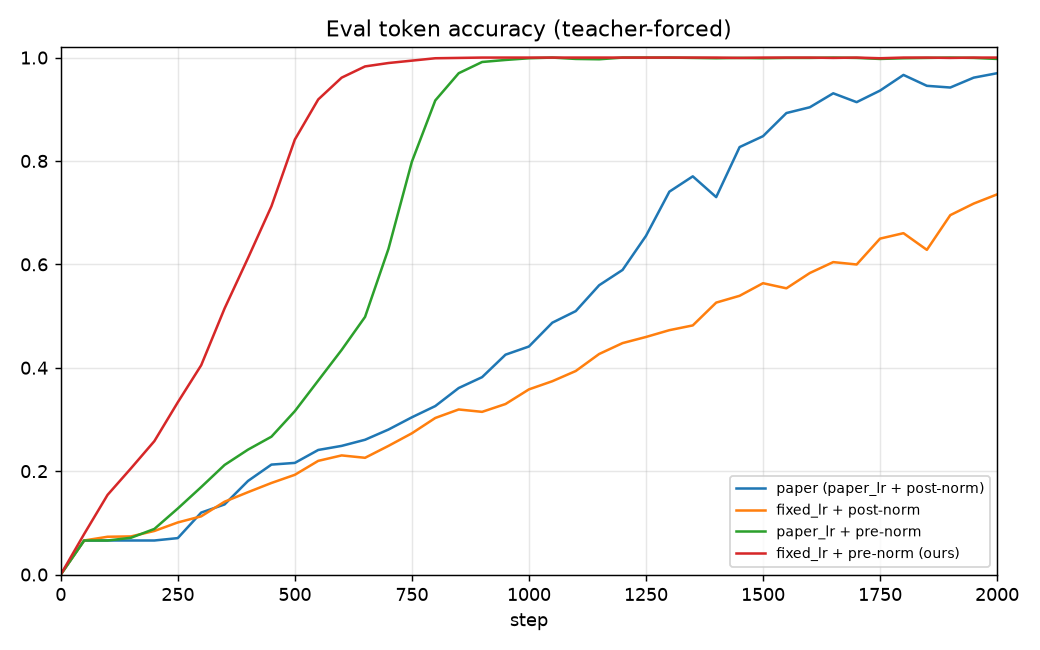 Eval token accuracy (teacher-forced)
1.0
0.8
0.6
0.4
0.2
0.0
0 250 500 750 1000 1250 1500 1750 2000
step
paper (paper_lr + post-norm)
fixed_lr + post-norm
paper_lr + pre-norm
fixed_lr + pre-norm (ours)